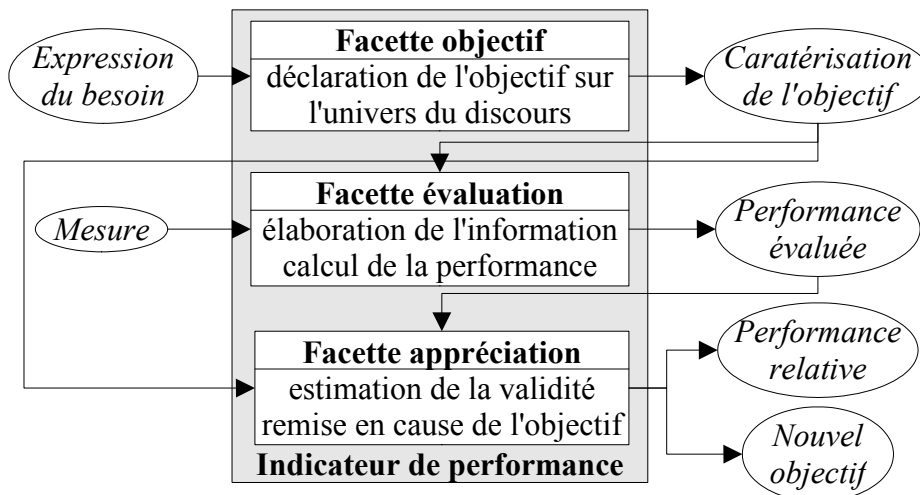 Expression
du besoin
Facette objectif
déclaration de l'objectif sur
l'univers du discours
Caratérisation
de l'objectif
Mesure
Facette évaluation
élaboration de l'information
calcul de la performance
Performance
évaluée
Facette appréciation
estimation de la validité
remise en cause de l'objectif
Performance
relative
Nouvel
objectif
Indicateur de performance